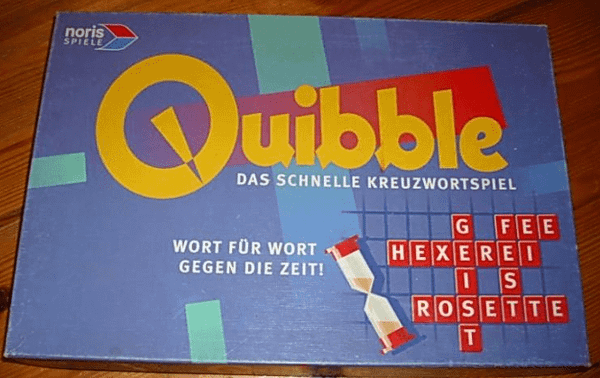 noris
SPIELE
Quibble
DAS SCHNELLE KREUZWORTSPIEL
WORT FÜR WORT
GEGEN DIE ZEIT!
G FEE
HEXEREI
I S
ROSETTE
T